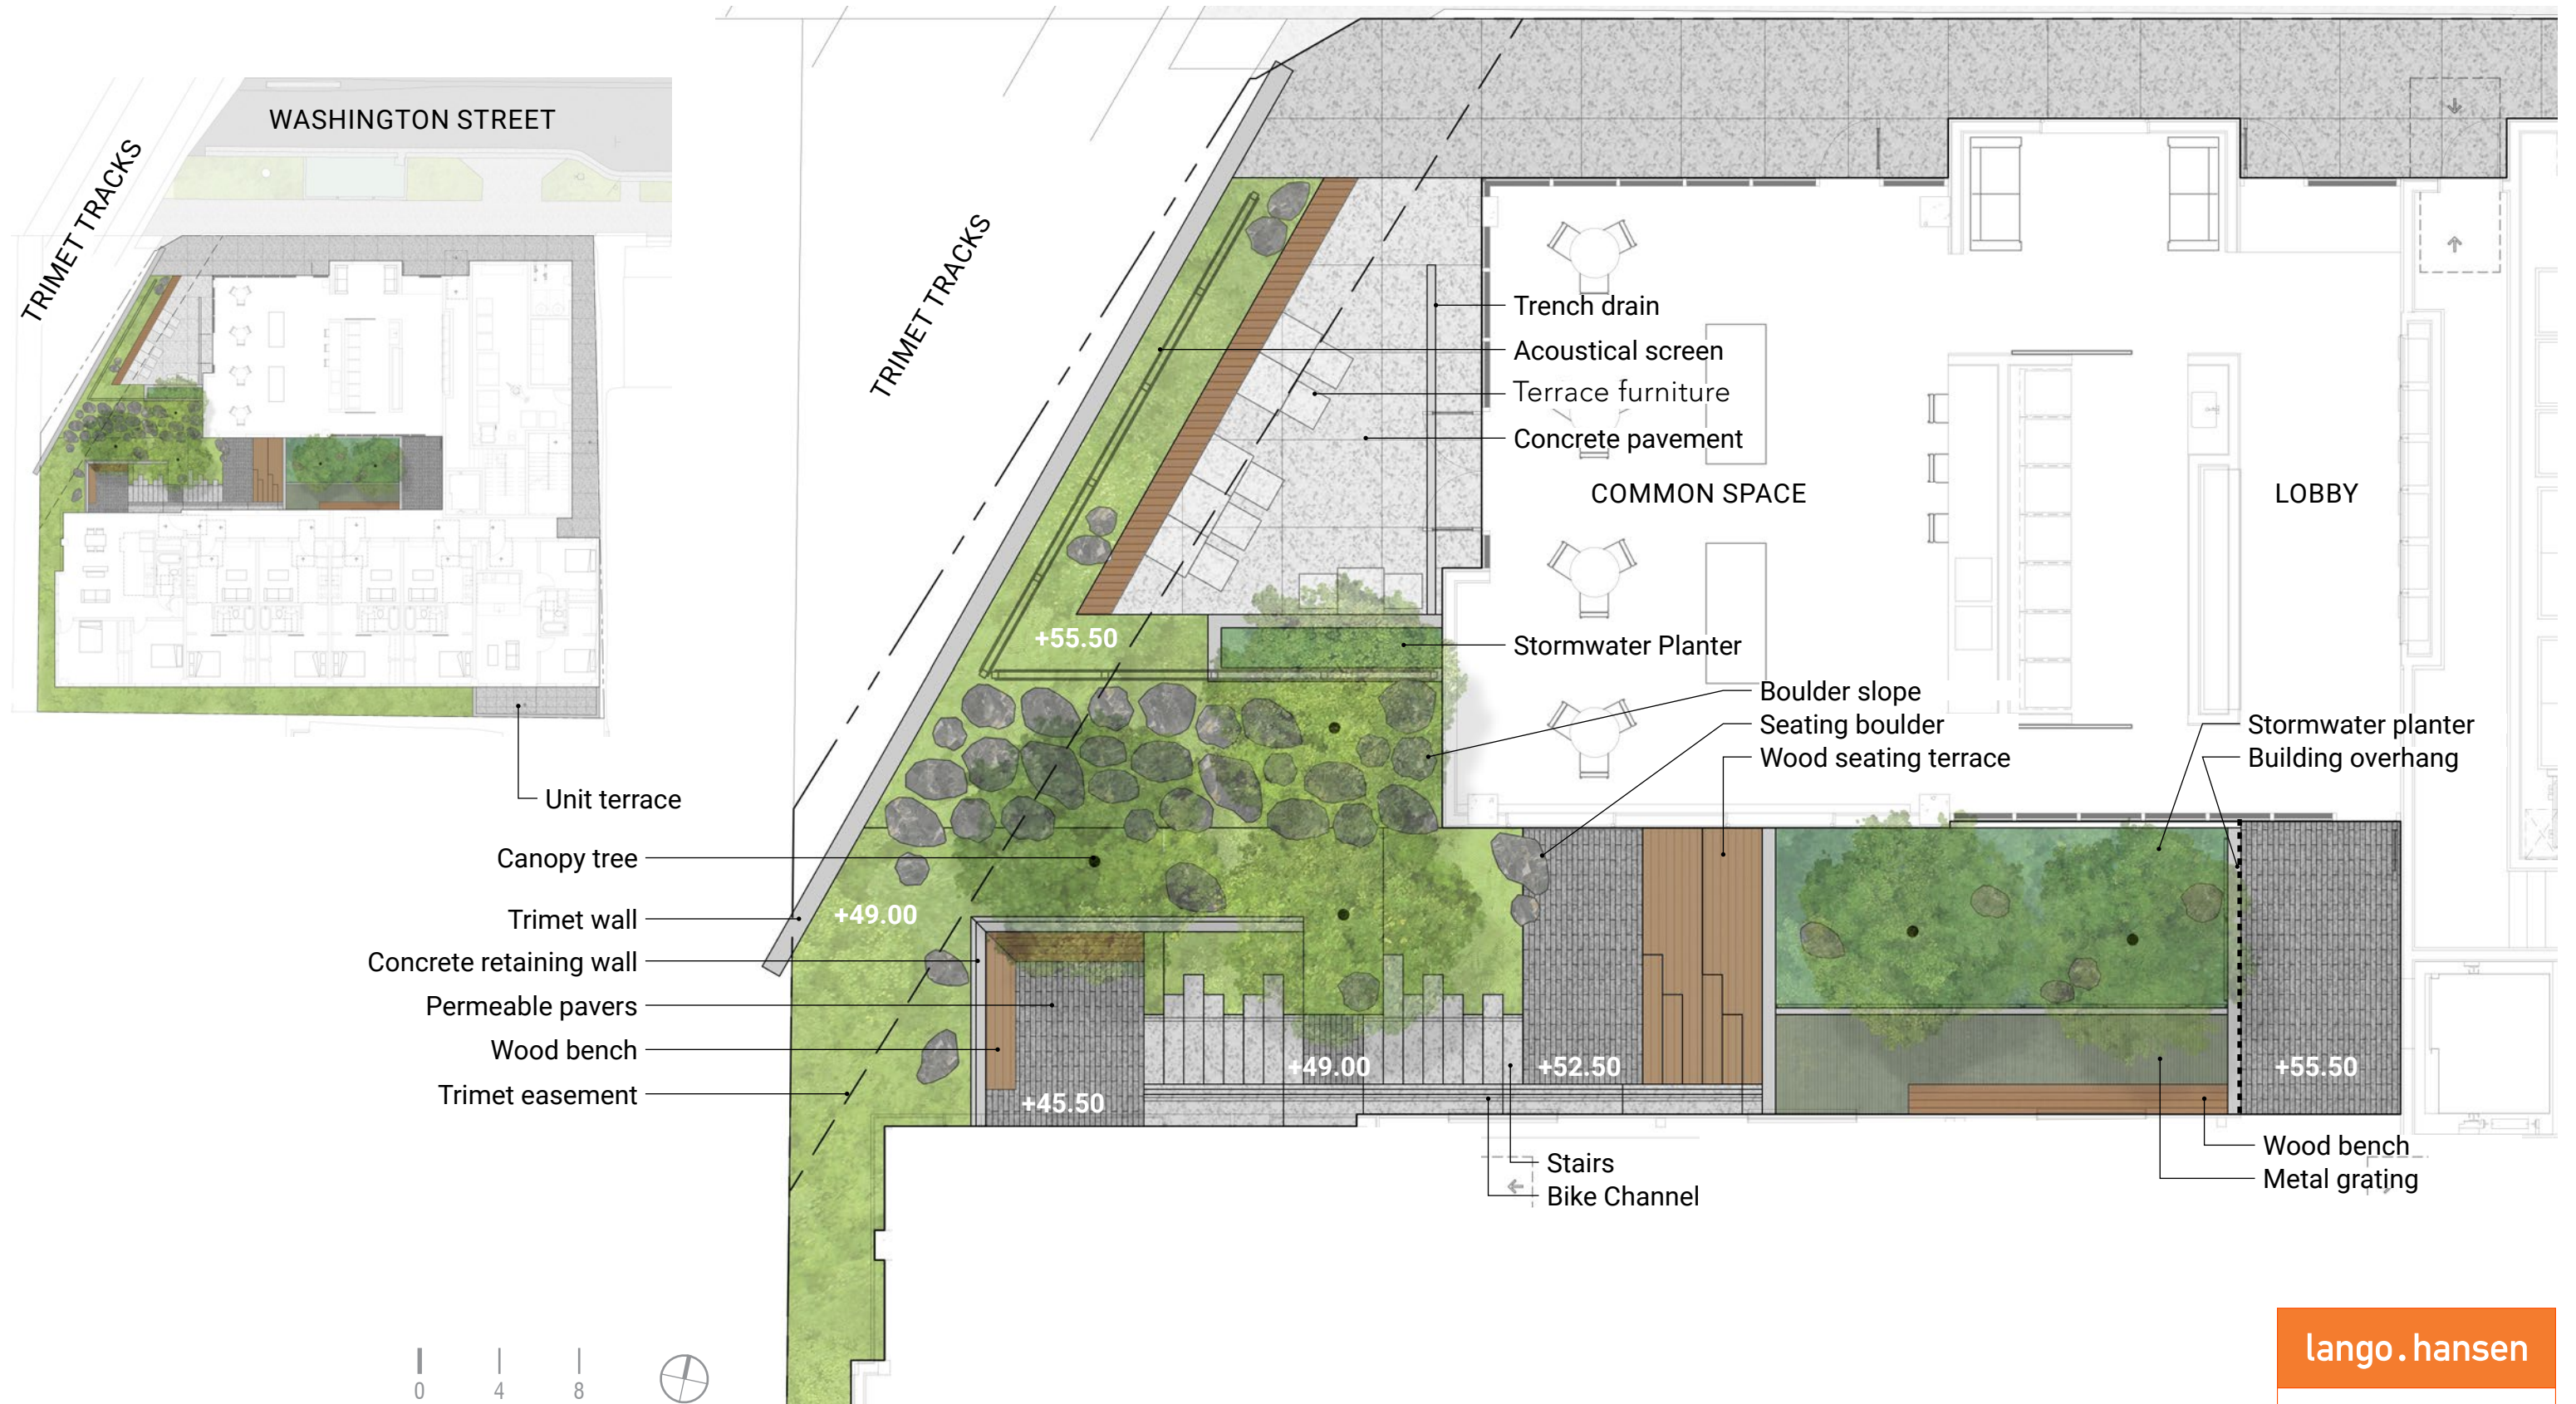 WASHINGTON STREET
TRIMET TRACKS
TRIMET TRACKS
Trench drain
Acoustical screen
Terrace furniture
Concrete pavement
COMMON SPACE
LOBBY
+55.50
Stormwater Planter
Boulder slope
Seating boulder
Wood seating terrace
Stormwater planter
Building overhang
Unit terrace
Canopy tree
Trimet wall
Concrete retaining wall
Permeable pavers
Wood bench
Trimet easement
+49.00
+45.50
+49.00
+52.50
+55.50
Stairs
Bike Channel
Wood bench
Metal grating
0 4 8
lango.hansen